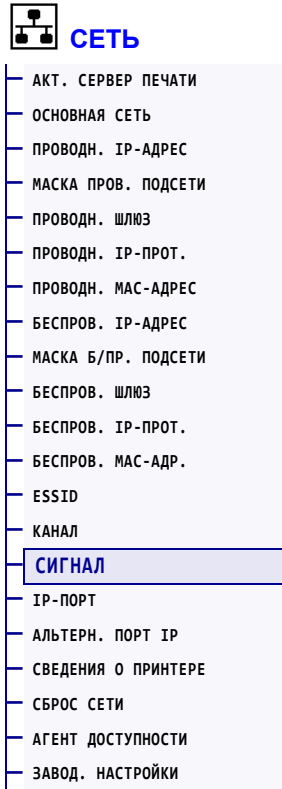 СЕТЬ
АКТ. СЕРВЕР ПЕЧАТИ
ОСНОВНАЯ СЕТЬ
ПРОВОДН. IP-АДРЕС
МАСКА ПРОВ. ПОДСЕТИ
ПРОВОДН. ШЛЮЗ
ПРОВОДН. IP-ПРОТ.
ПРОВОДН. MAC-АДРЕС
БЕСПРОВ. IP-АДРЕС
МАСКА Б/ПР. ПОДСЕТИ
БЕСПРОВ. ШЛЮЗ
БЕСПРОВ. IP-ПРОТ.
БЕСПРОВ. MAC-АДР.
ESSID
КАНАЛ
СИГНАЛ
IP-ПОРТ
АЛЬТЕРН. ПОРТ IP
СВЕДЕНИЯ О ПРИНТЕРЕ
СБРОС СЕТИ
АГЕНТ ДОСТУПНОСТИ
ЗАВОД. НАСТРОЙКИ